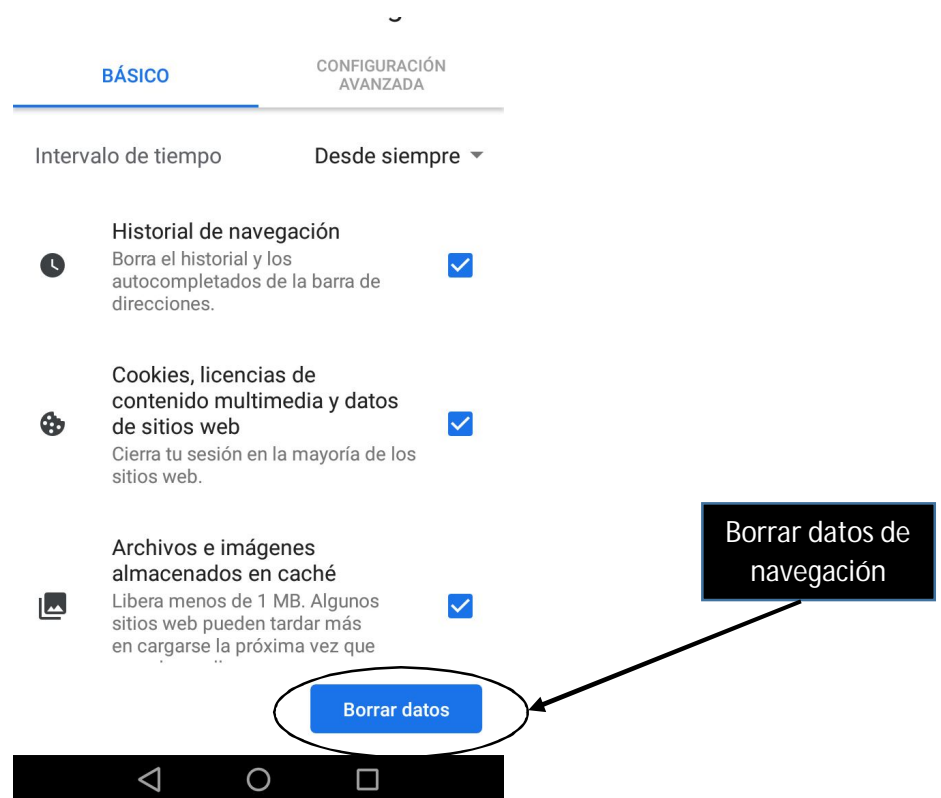 BÁSICO
CONFIGURACIÓN
AVANZADA
Intervalo de tiempo Desde siempre
Historial de navegación
Borra el historial y los
autocompletados de la barra de
direcciones.
Cookies, licencias de
contenido multimedia y datos
de sitios web
Cierra tu sesión en la mayoría de los
sitios web.
Archivos e imágenes
almacenados en caché
Libera menos de 1 MB. Algunos
sitios web pueden tardar más
en cargarse la próxima vez que
Borrar datos
Borrar datos de
navegación